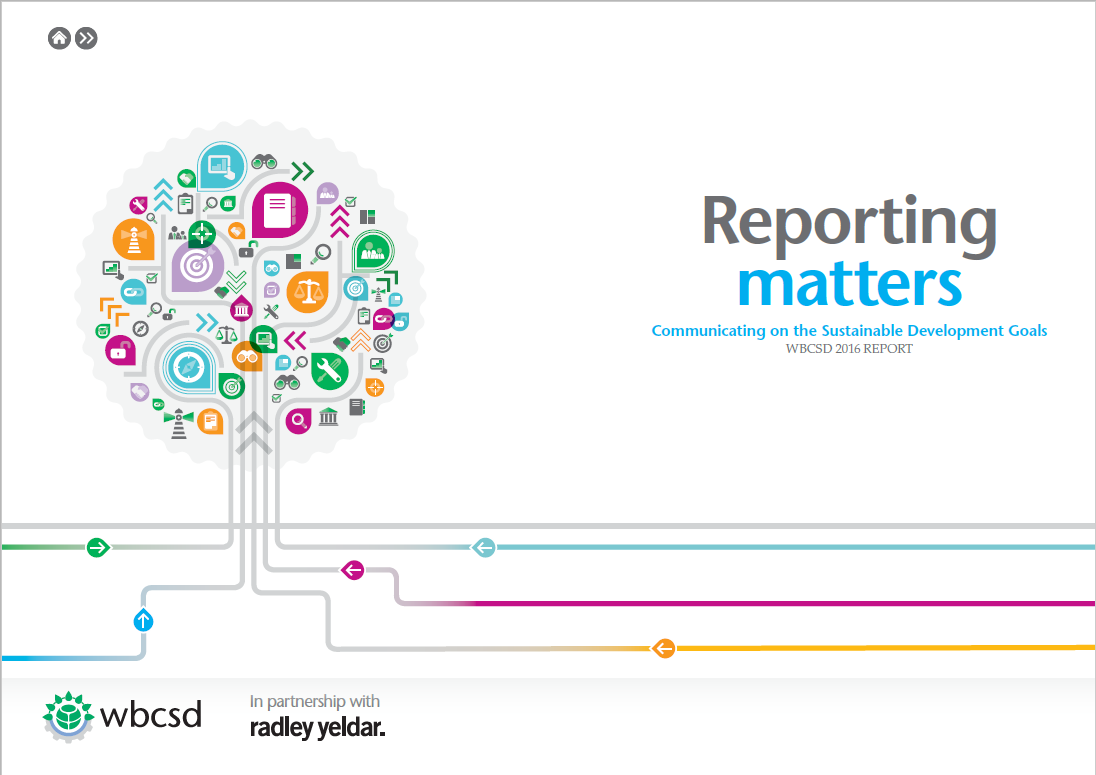 Reporting
matters
Communicating on the Sustainable Development Goals
WBCSD 2016 REPORT
wbcsd
In partnership with
radley yeldar.